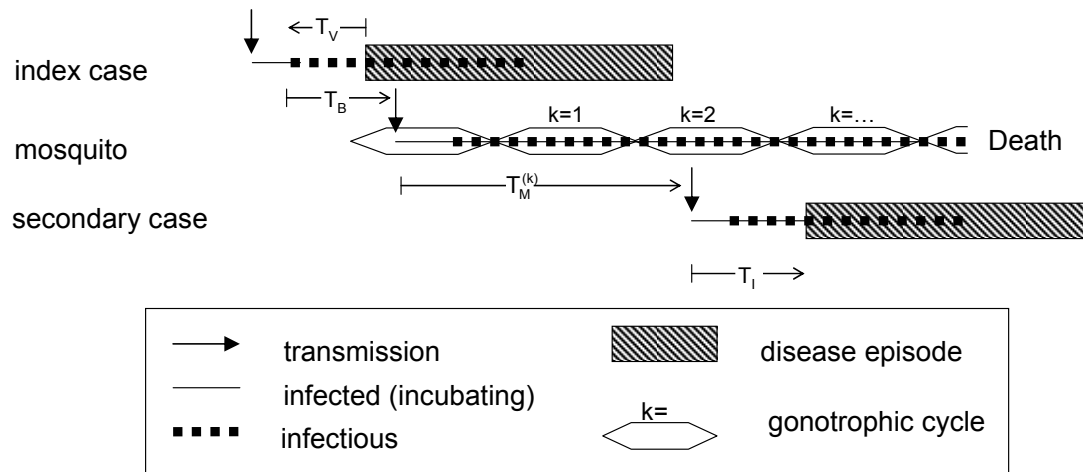 T_V
index case
T_B
k=1 k=2 k=...
mosquito Death
T_M^(k)
secondary case
T_I
transmission disease episode
infected (incubating)
k=
gonotrophic cycle
infectious